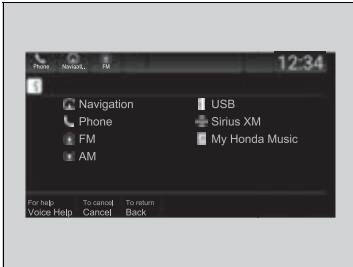 Phone Navigati.. FM 12:34
Navigation
Phone
FM
AM
USB
Sirius XM
My Honda Music
For help To cancel To return
Voice Help Cancel Back